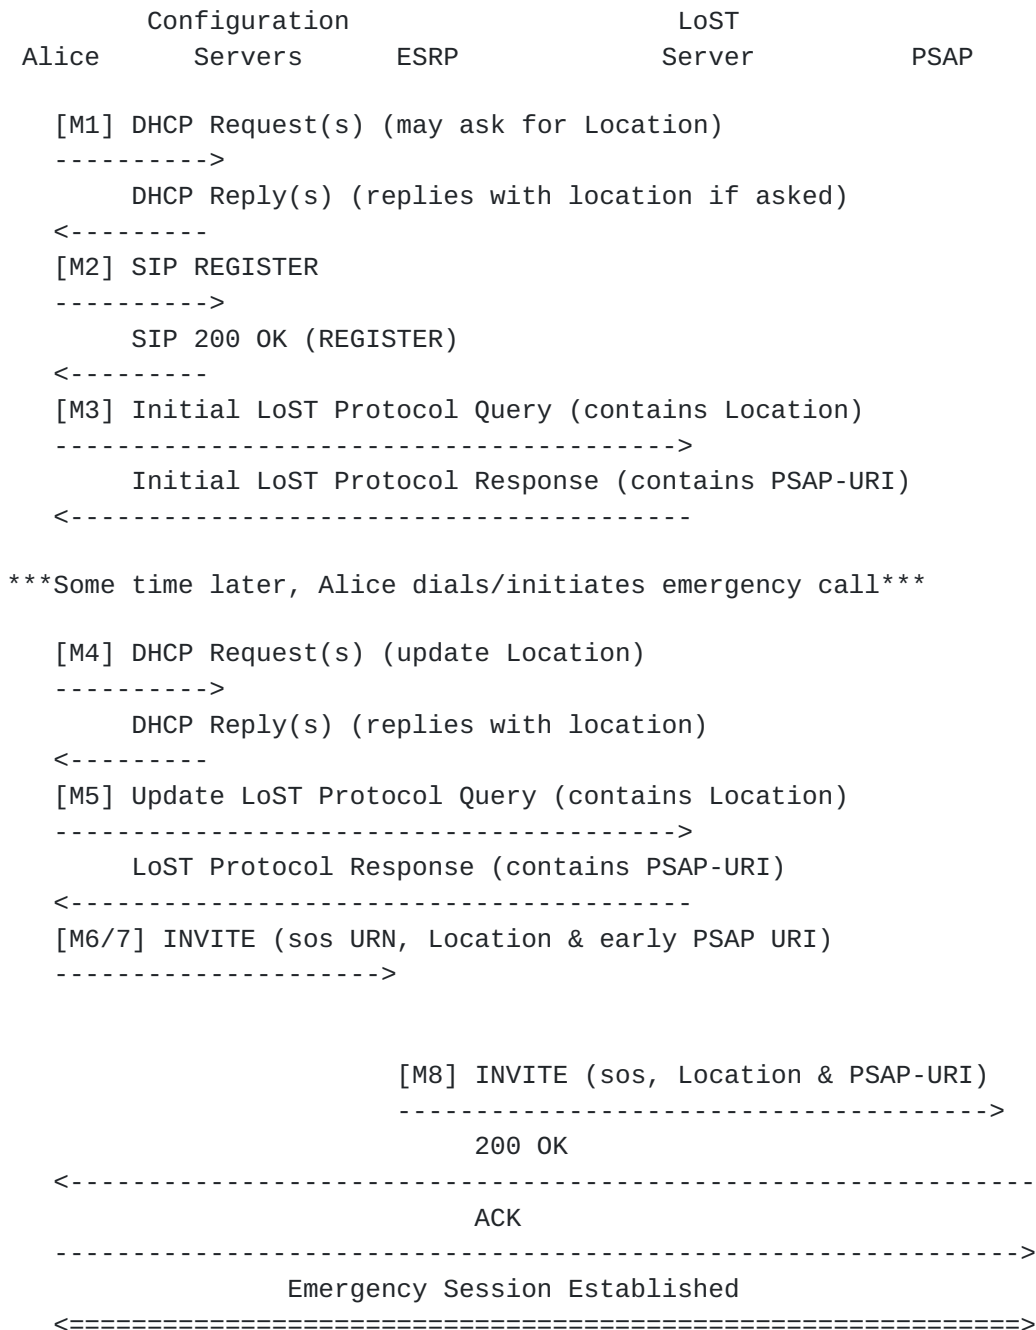 Configuration LoST
Alice Servers ESRP Server PSAP
[M1] DHCP Request(s) (may ask for Location)
---------->
DHCP Reply(s) (replies with location if asked)
<---------
[M2] SIP REGISTER
---------->
SIP 200 OK (REGISTER)
<---------
[M3] Initial LoST Protocol Query (contains Location)
---------------------------------------->
Initial LoST Protocol Response (contains PSAP-URI)
<----------------------------------------
***Some time later, Alice dials/initiates emergency call***
[M4] DHCP Request(s) (update Location)
---------->
DHCP Reply(s) (replies with location)
<---------
[M5] Update LoST Protocol Query (contains Location)
---------------------------------------->
LoST Protocol Response (contains PSAP-URI)
<----------------------------------------
[M6/7] INVITE (sos URN, Location & early PSAP URI)
--------------------->
[M8] INVITE (sos, Location & PSAP-URI)
-------------------------------------->
200 OK
<--------------------------------------------------------------
ACK
-------------------------------------------------------------->
Emergency Session Established
<=============================================================>